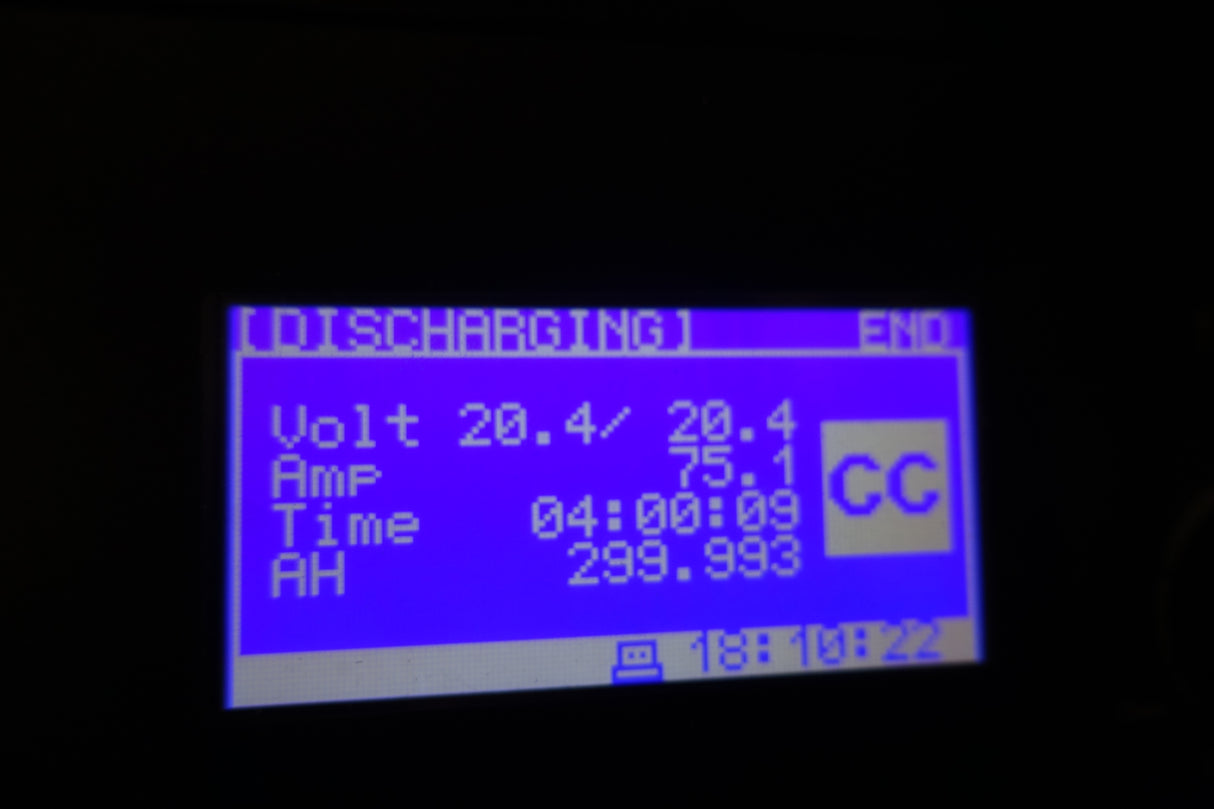 [DISCHARGING] END
Volt 20.4/ 20.4
Amp 75.1
CC
Time 04:00:09
AH 299.993
18:10:22